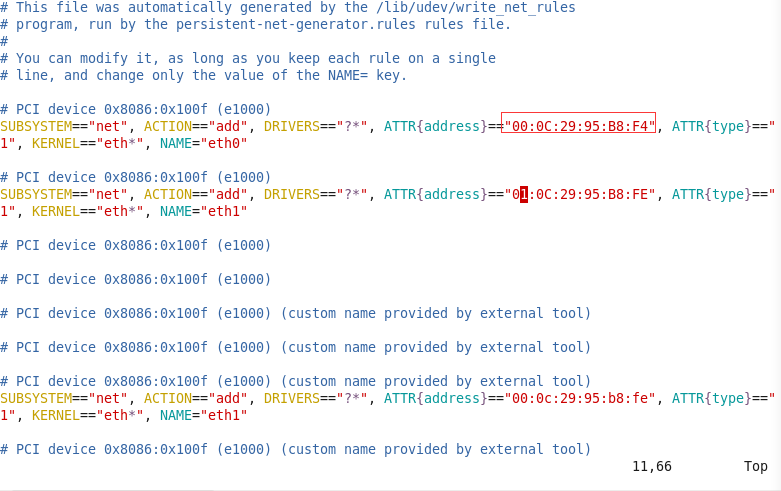 # This file was automatically generated by the /lib/udev/write_net_rules
# program, run by the persistent-net-generator.rules rules file.
#
# You can modify it, as long as you keep each rule on a single
# line, and change only the value of the NAME= key.
# PCI device 0x8086:0x100f (e1000)
SUBSYSTEM=="net", ACTION=="add", DRIVERS=="?*", ATTR{address}=="00:0C:29:95:B8:F4", ATTR{type}=="
1", KERNEL=="eth*", NAME="eth0"
# PCI device 0x8086:0x100f (e1000)
SUBSYSTEM=="net", ACTION=="add", DRIVERS=="?*", ATTR{address}=="01:0C:29:95:B8:FE", ATTR{type}=="
1", KERNEL=="eth*", NAME="eth1"
# PCI device 0x8086:0x100f (e1000)
# PCI device 0x8086:0x100f (e1000)
# PCI device 0x8086:0x100f (e1000) (custom name provided by external tool)
# PCI device 0x8086:0x100f (e1000) (custom name provided by external tool)
# PCI device 0x8086:0x100f (e1000) (custom name provided by external tool)
SUBSYSTEM=="net", ACTION=="add", DRIVERS=="?*", ATTR{address}=="00:0c:29:95:b8:fe", ATTR{type}=="
1", KERNEL=="eth*", NAME="eth1"
# PCI device 0x8086:0x100f (e1000) (custom name provided by external tool)
11,66 Top